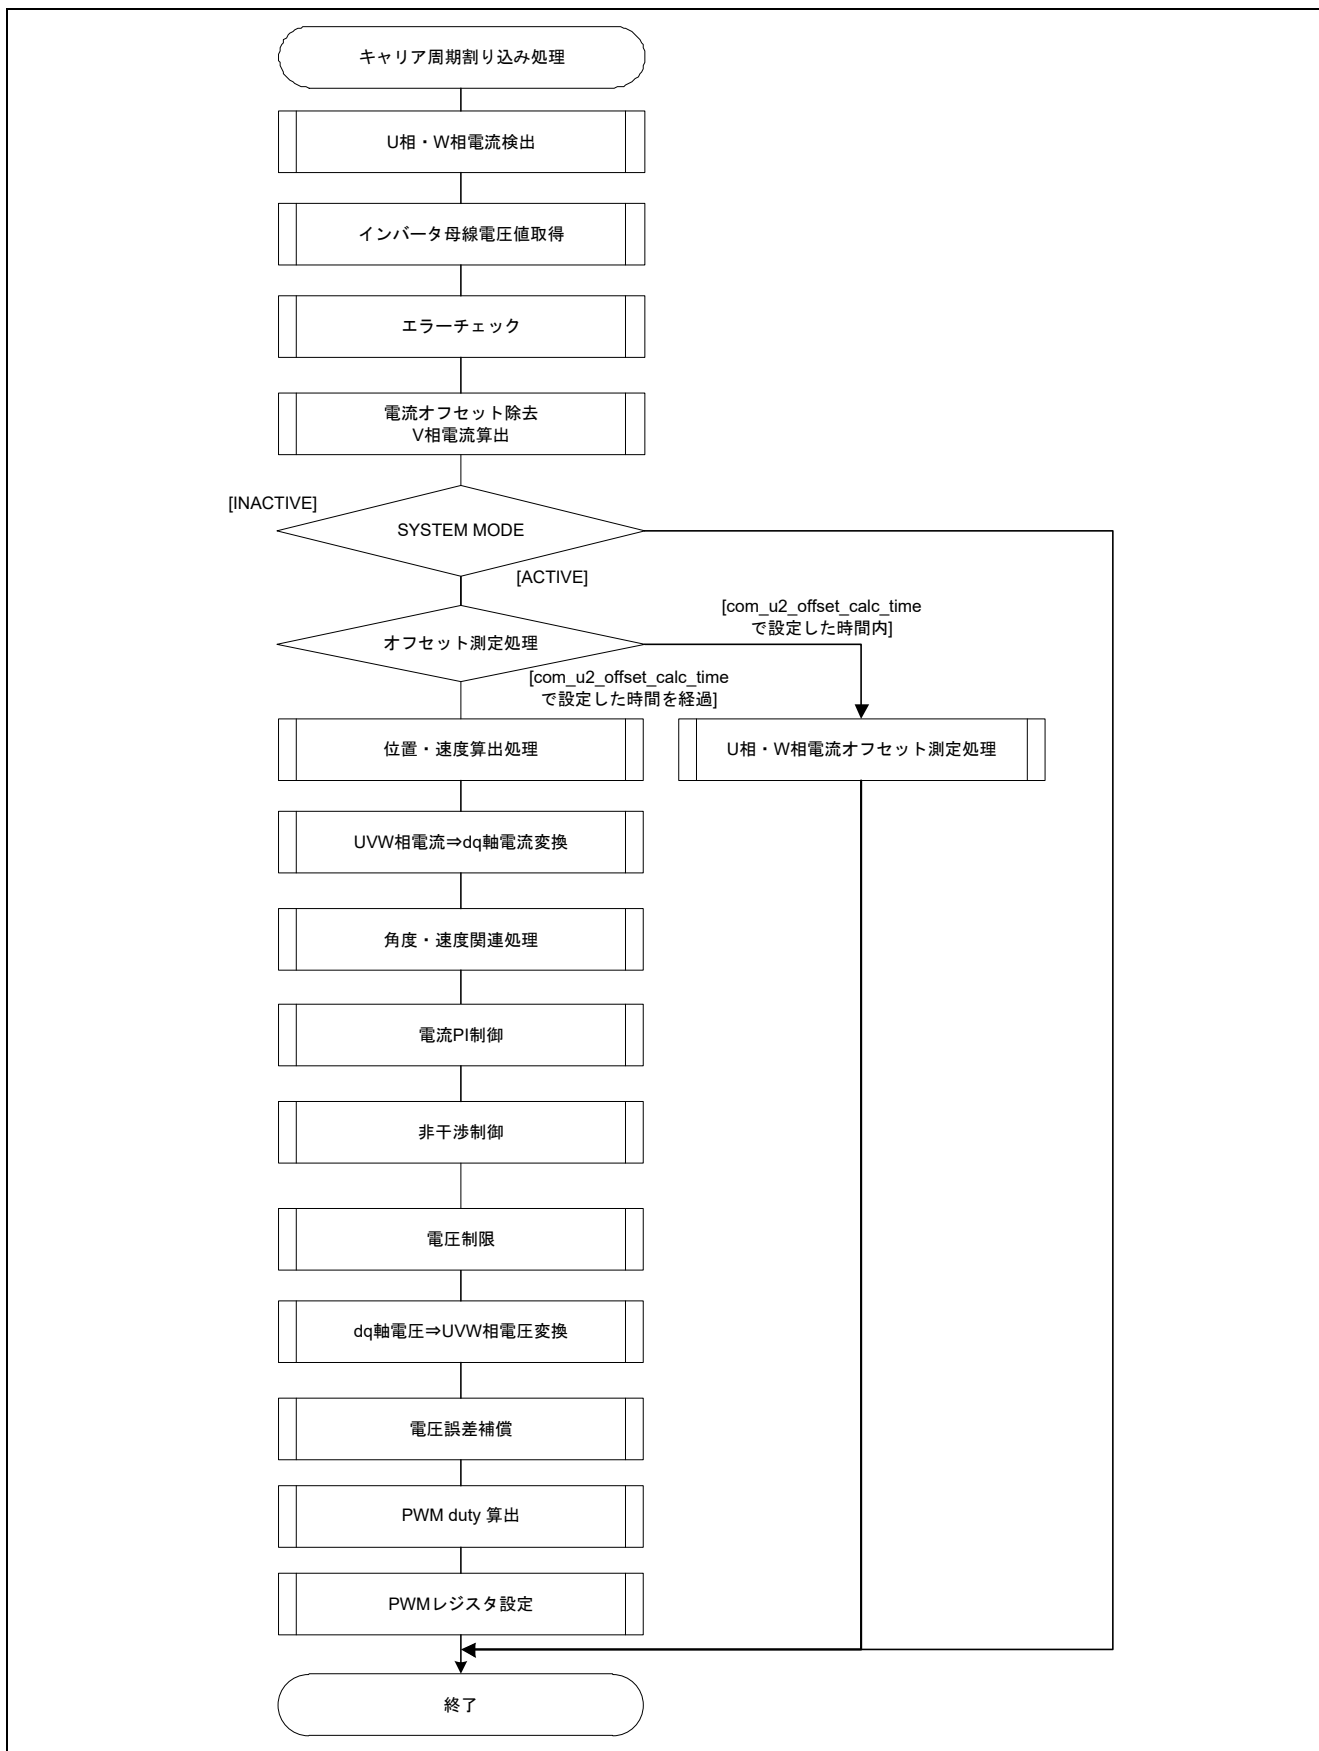 キャリア周期割り込み処理
U相・W相電流検出
インバータ母線電圧値取得
エラーチェック
電流オフセット除去
V相電流算出
[INACTIVE]
SYSTEM MODE
[ACTIVE]
[com_u2_offset_calc_time
で設定した時間内]
オフセット測定処理
[com_u2_offset_calc_time
で設定した時間を経過]
位置・速度算出処理
U相・W相電流オフセット測定処理
UVW相電流⇒dq軸電流変換
角度・速度関連処理
電流PI制御
非干渉制御
電圧制限
dq軸電圧⇒UVW相電圧変換
電圧誤差補償
PWM duty 算出
PWMレジスタ設定
終了